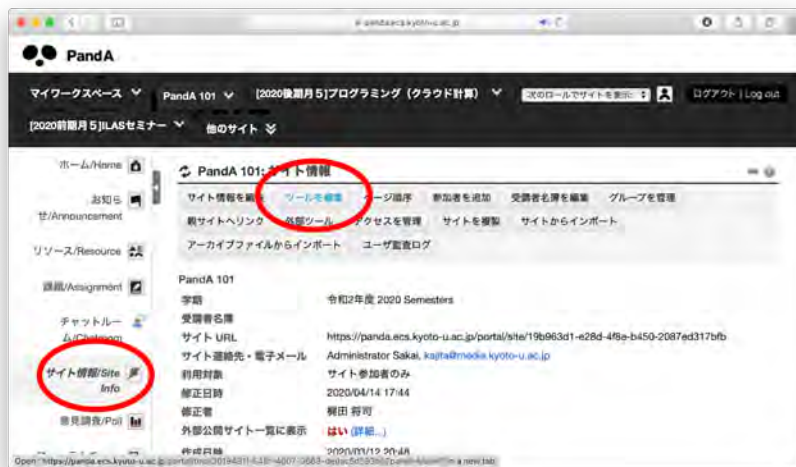 panda.ecs.kyoto-u.ac.jp
PandA
マイワークスペース
PandA 101
[2020後期月5]プログラミング(クラウド計算)
次のロールでサイトを表示:
ログアウト | Log out
[2020前期月5]ILASセミナー
他のサイト
ホーム/Home
お知ら
せ/Announcement
リソース/Resource
課題/Assignment
チャットルー
ム/Chatroom
サイト情報/Site
Info
意見調査/Poll
PandA 101: サイト情報
サイト情報を編集
ツールを編集
ページ順序
参加者を追加
受講者名簿を編集
グループを管理
親サイトへリンク
外部ツール
アクセスを管理
サイトを複製
サイトからインポート
アーカイブファイルからインポート
ユーザ監査ログ
PandA 101
学期 令和2年度 2020 Semesters
受講者名簿
サイト URL https://panda.ecs.kyoto-u.ac.jp/portal/site/19b963d1-e28d-4f8e-b450-2087ed317bfb
サイト連絡先・電子メール Administrator Sakai, kajita@media.kyoto-u.ac.jp
利用対象 サイト参加者のみ
修正日時 2020/04/14 17:44
修正者 梶田 将司
外部公開サイト一覧に表示 はい (詳細...)
作成日時 2020/03/12 20:48